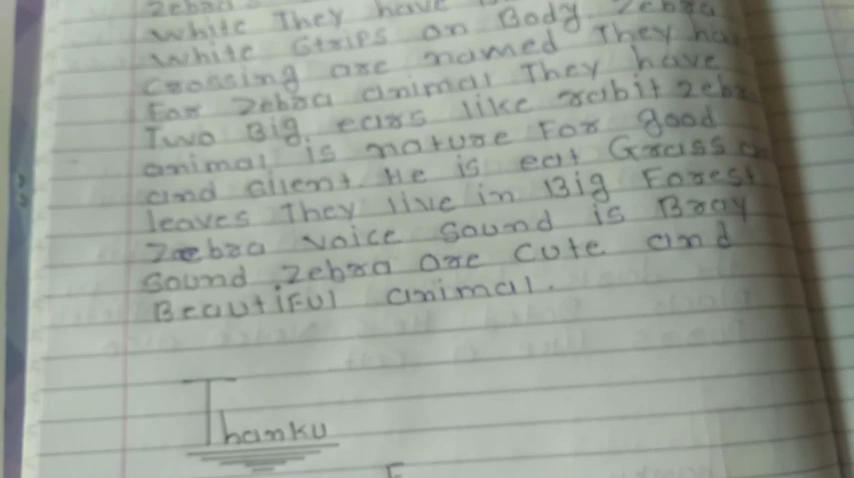 Zebra
White They have
White Strips on Body. Zebra
Crossing are named They ha
For Zebra animal They have
Two Big ears like rabit zeb
animal is nature For good
and silent. He is eat Grass
leaves They live in Big Forest
Zebra voice Sound is Bray
Sound. Zebra are cute and
Beautiful animal.
Thanku